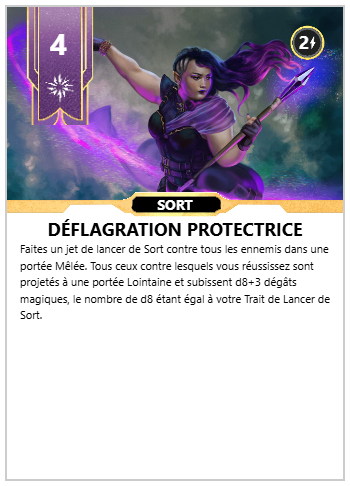 4
2
SORT
DÉFLAGRATION PROTECTRICE
Faites un jet de lancer de Sort contre tous les ennemis dans une
portée Mêlée. Tous ceux contre lesquels vous réussissez sont
projetés à une portée Lointaine et subissent d8+3 dégâts
magiques, le nombre de d8 étant égal à votre Trait de Lancer de
Sort.